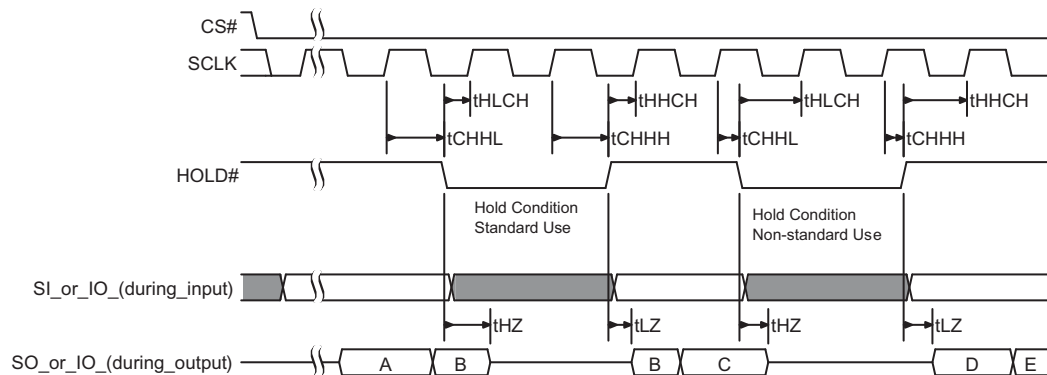 CS#
SCLK
tHLCH tHHCH tHLCH tHHCH
tCHHL tCHHH tCHHL tCHHH
HOLD#
Hold Condition
Standard Use
Hold Condition
Non-standard Use
SI_or_IO_(during_input)
tHZ tLZ tHZ tLZ
SO_or_IO_(during_output) A B B C D E